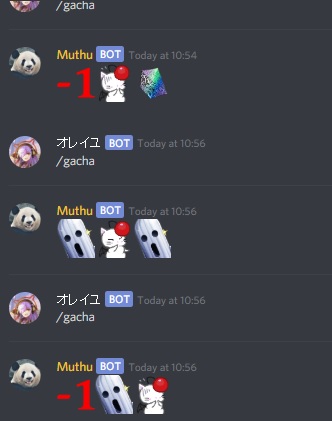 /gacha
Muthu BOT Today at 10:54
-1
オレイユ BOT Today at 10:56
/gacha
Muthu BOT Today at 10:56
オレイユ BOT Today at 10:56
/gacha
Muthu BOT Today at 10:56
-1